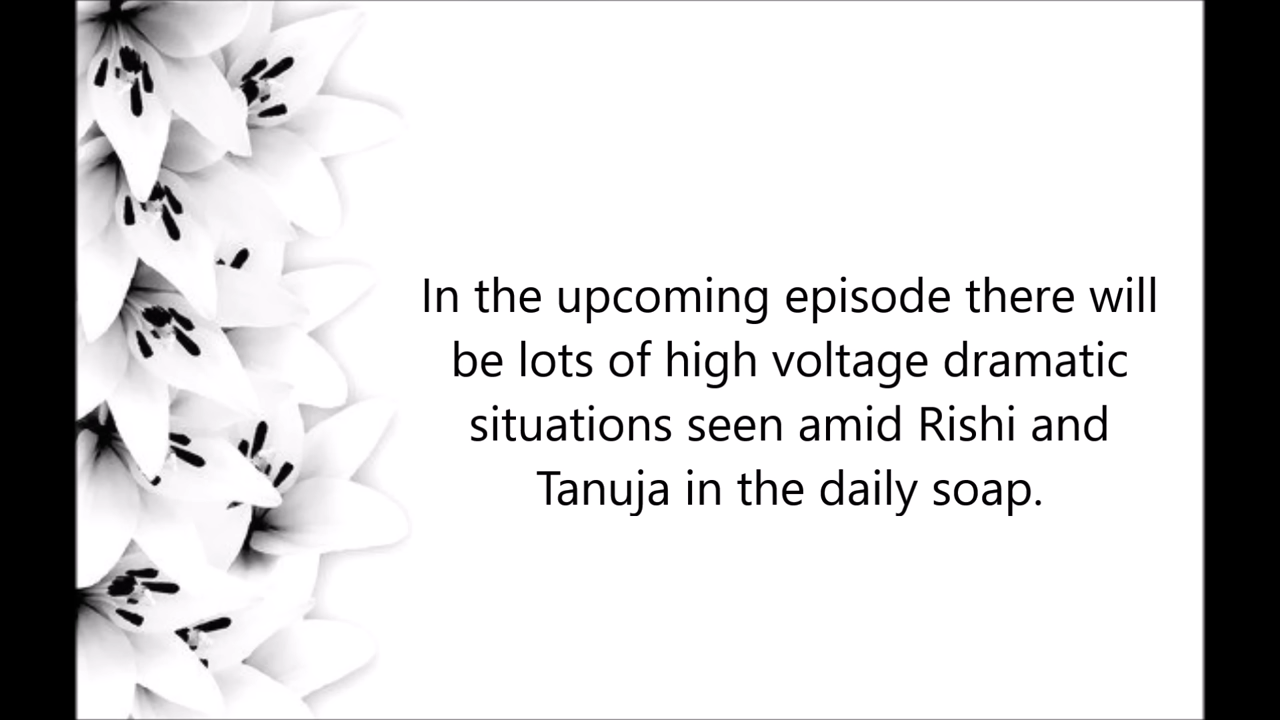 In the upcoming episode there will
be lots of high voltage dramatic
situations seen amid Rishi and
Tanuja in the daily soap.